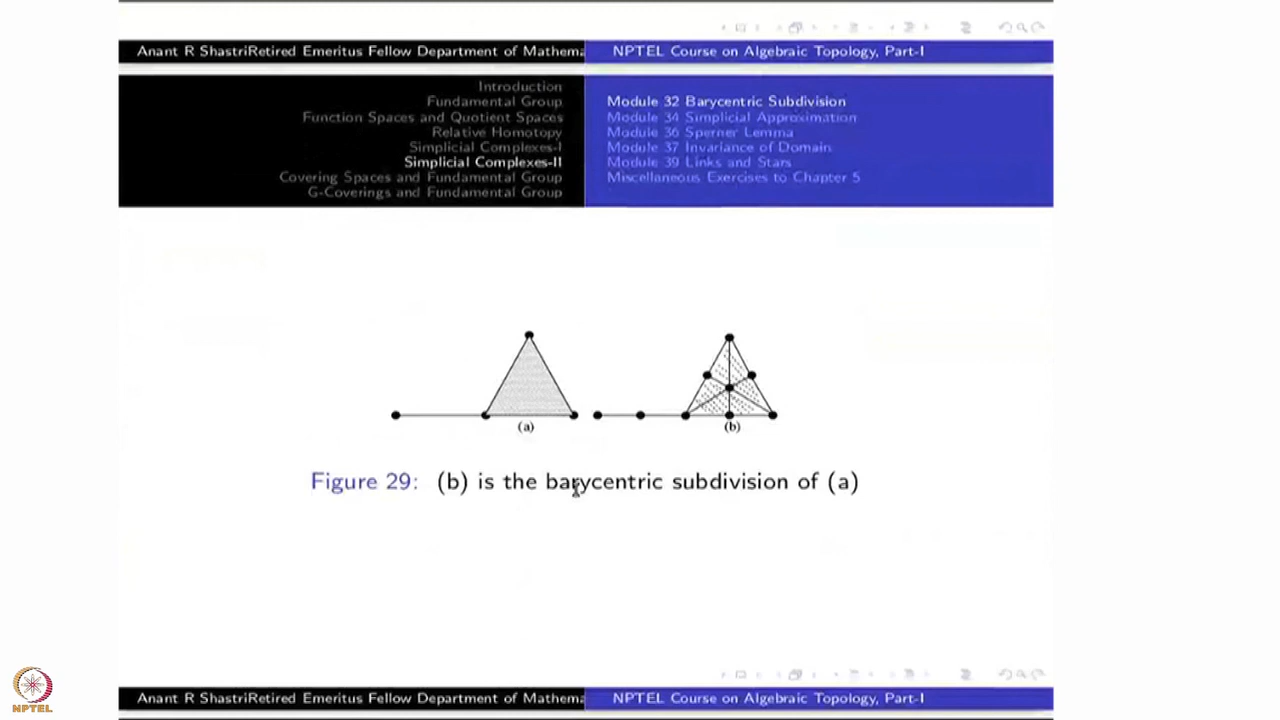 Anant R ShastriRetired Emeritus Fellow Department of Mathema NPTEL Course on Algebraic Topology, Part-I
Introduction
Fundamental Group
Function Spaces and Quotient Spaces
Relative Homotopy
Simplicial Complexes-I
Simplicial Complexes-II
Covering Spaces and Fundamental Group
G-Coverings and Fundamental Group
Module 32 Barycentric Subdivision
Module 34 Simplicial Approximation
Module 36 Sperner Lemma
Module 37 Invariance of Domain
Module 39 Links and Stars
Miscellaneous Exercises to Chapter 5
(a) (b)
Figure 29: (b) is the barycentric subdivision of (a)
NPTEL
Anant R ShastriRetired Emeritus Fellow Department of Mathema NPTEL Course on Algebraic Topology, Part-I